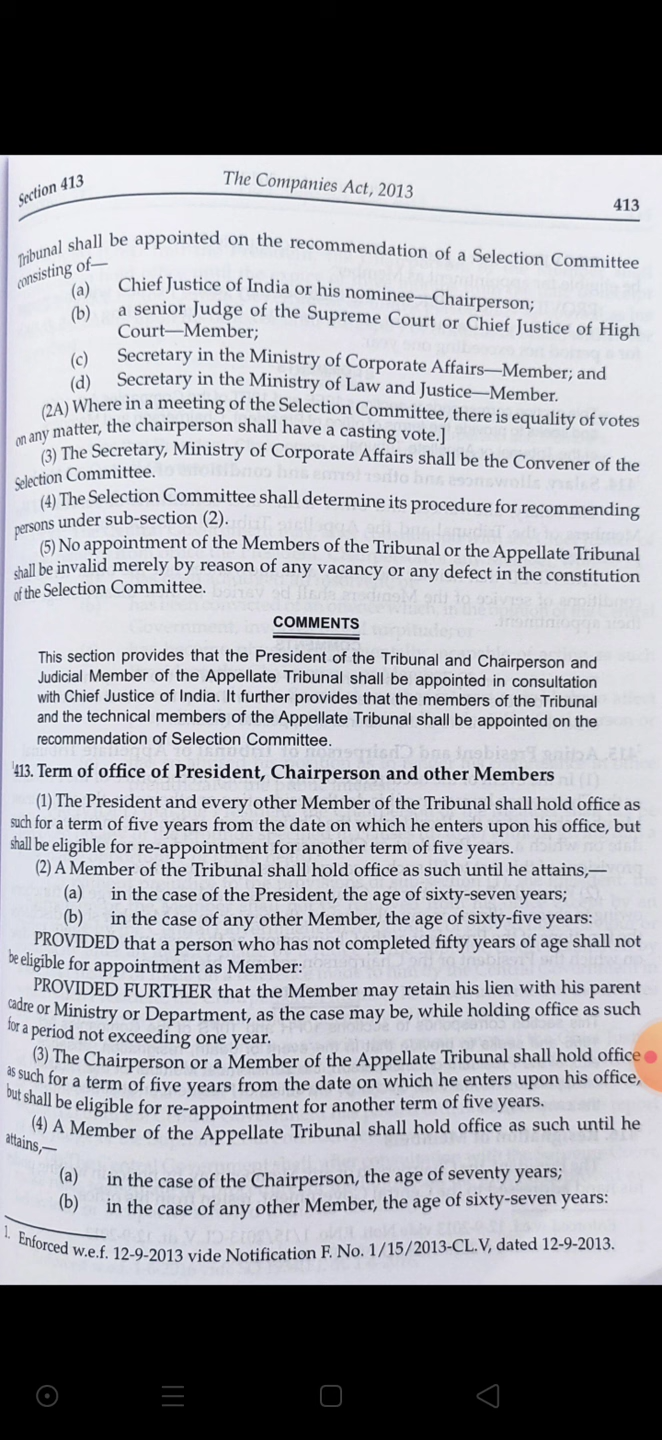 Section 413
The Companies Act, 2013
413
Tribunal shall be appointed on the recommendation of a Selection Committee
consisting of—
(a) Chief Justice of India or his nominee—Chairperson;
(b) a senior Judge of the Supreme Court or Chief Justice of High
Court—Member;
(c) Secretary in the Ministry of Corporate Affairs—Member; and
(d) Secretary in the Ministry of Law and Justice—Member.
(2A) Where in a meeting of the Selection Committee, there is equality of votes
on any matter, the chairperson shall have a casting vote.]
(3) The Secretary, Ministry of Corporate Affairs shall be the Convener of the
Selection Committee.
(4) The Selection Committee shall determine its procedure for recommending
persons under sub-section (2).
(5) No appointment of the Members of the Tribunal or the Appellate Tribunal
shall be invalid merely by reason of any vacancy or any defect in the constitution
of the Selection Committee.
COMMENTS
This section provides that the President of the Tribunal and Chairperson and
Judicial Member of the Appellate Tribunal shall be appointed in consultation
with Chief Justice of India. It further provides that the members of the Tribunal
and the technical members of the Appellate Tribunal shall be appointed on the
recommendation of Selection Committee.
¹413. Term of office of President, Chairperson and other Members
(1) The President and every other Member of the Tribunal shall hold office as
such for a term of five years from the date on which he enters upon his office, but
shall be eligible for re-appointment for another term of five years.
(2) A Member of the Tribunal shall hold office as such until he attains,—
(a) in the case of the President, the age of sixty-seven years;
(b) in the case of any other Member, the age of sixty-five years:
PROVIDED that a person who has not completed fifty years of age shall not
be eligible for appointment as Member:
PROVIDED FURTHER that the Member may retain his lien with his parent
cadre or Ministry or Department, as the case may be, while holding office as such
for a period not exceeding one year.
(3) The Chairperson or a Member of the Appellate Tribunal shall hold office
as such for a term of five years from the date on which he enters upon his office,
but shall be eligible for re-appointment for another term of five years.
(4) A Member of the Appellate Tribunal shall hold office as such until he
attains,—
(a) in the case of the Chairperson, the age of seventy years;
(b) in the case of any other Member, the age of sixty-seven years:
1. Enforced w.e.f. 12-9-2013 vide Notification F. No. 1/15/2013-CL.V, dated 12-9-2013.